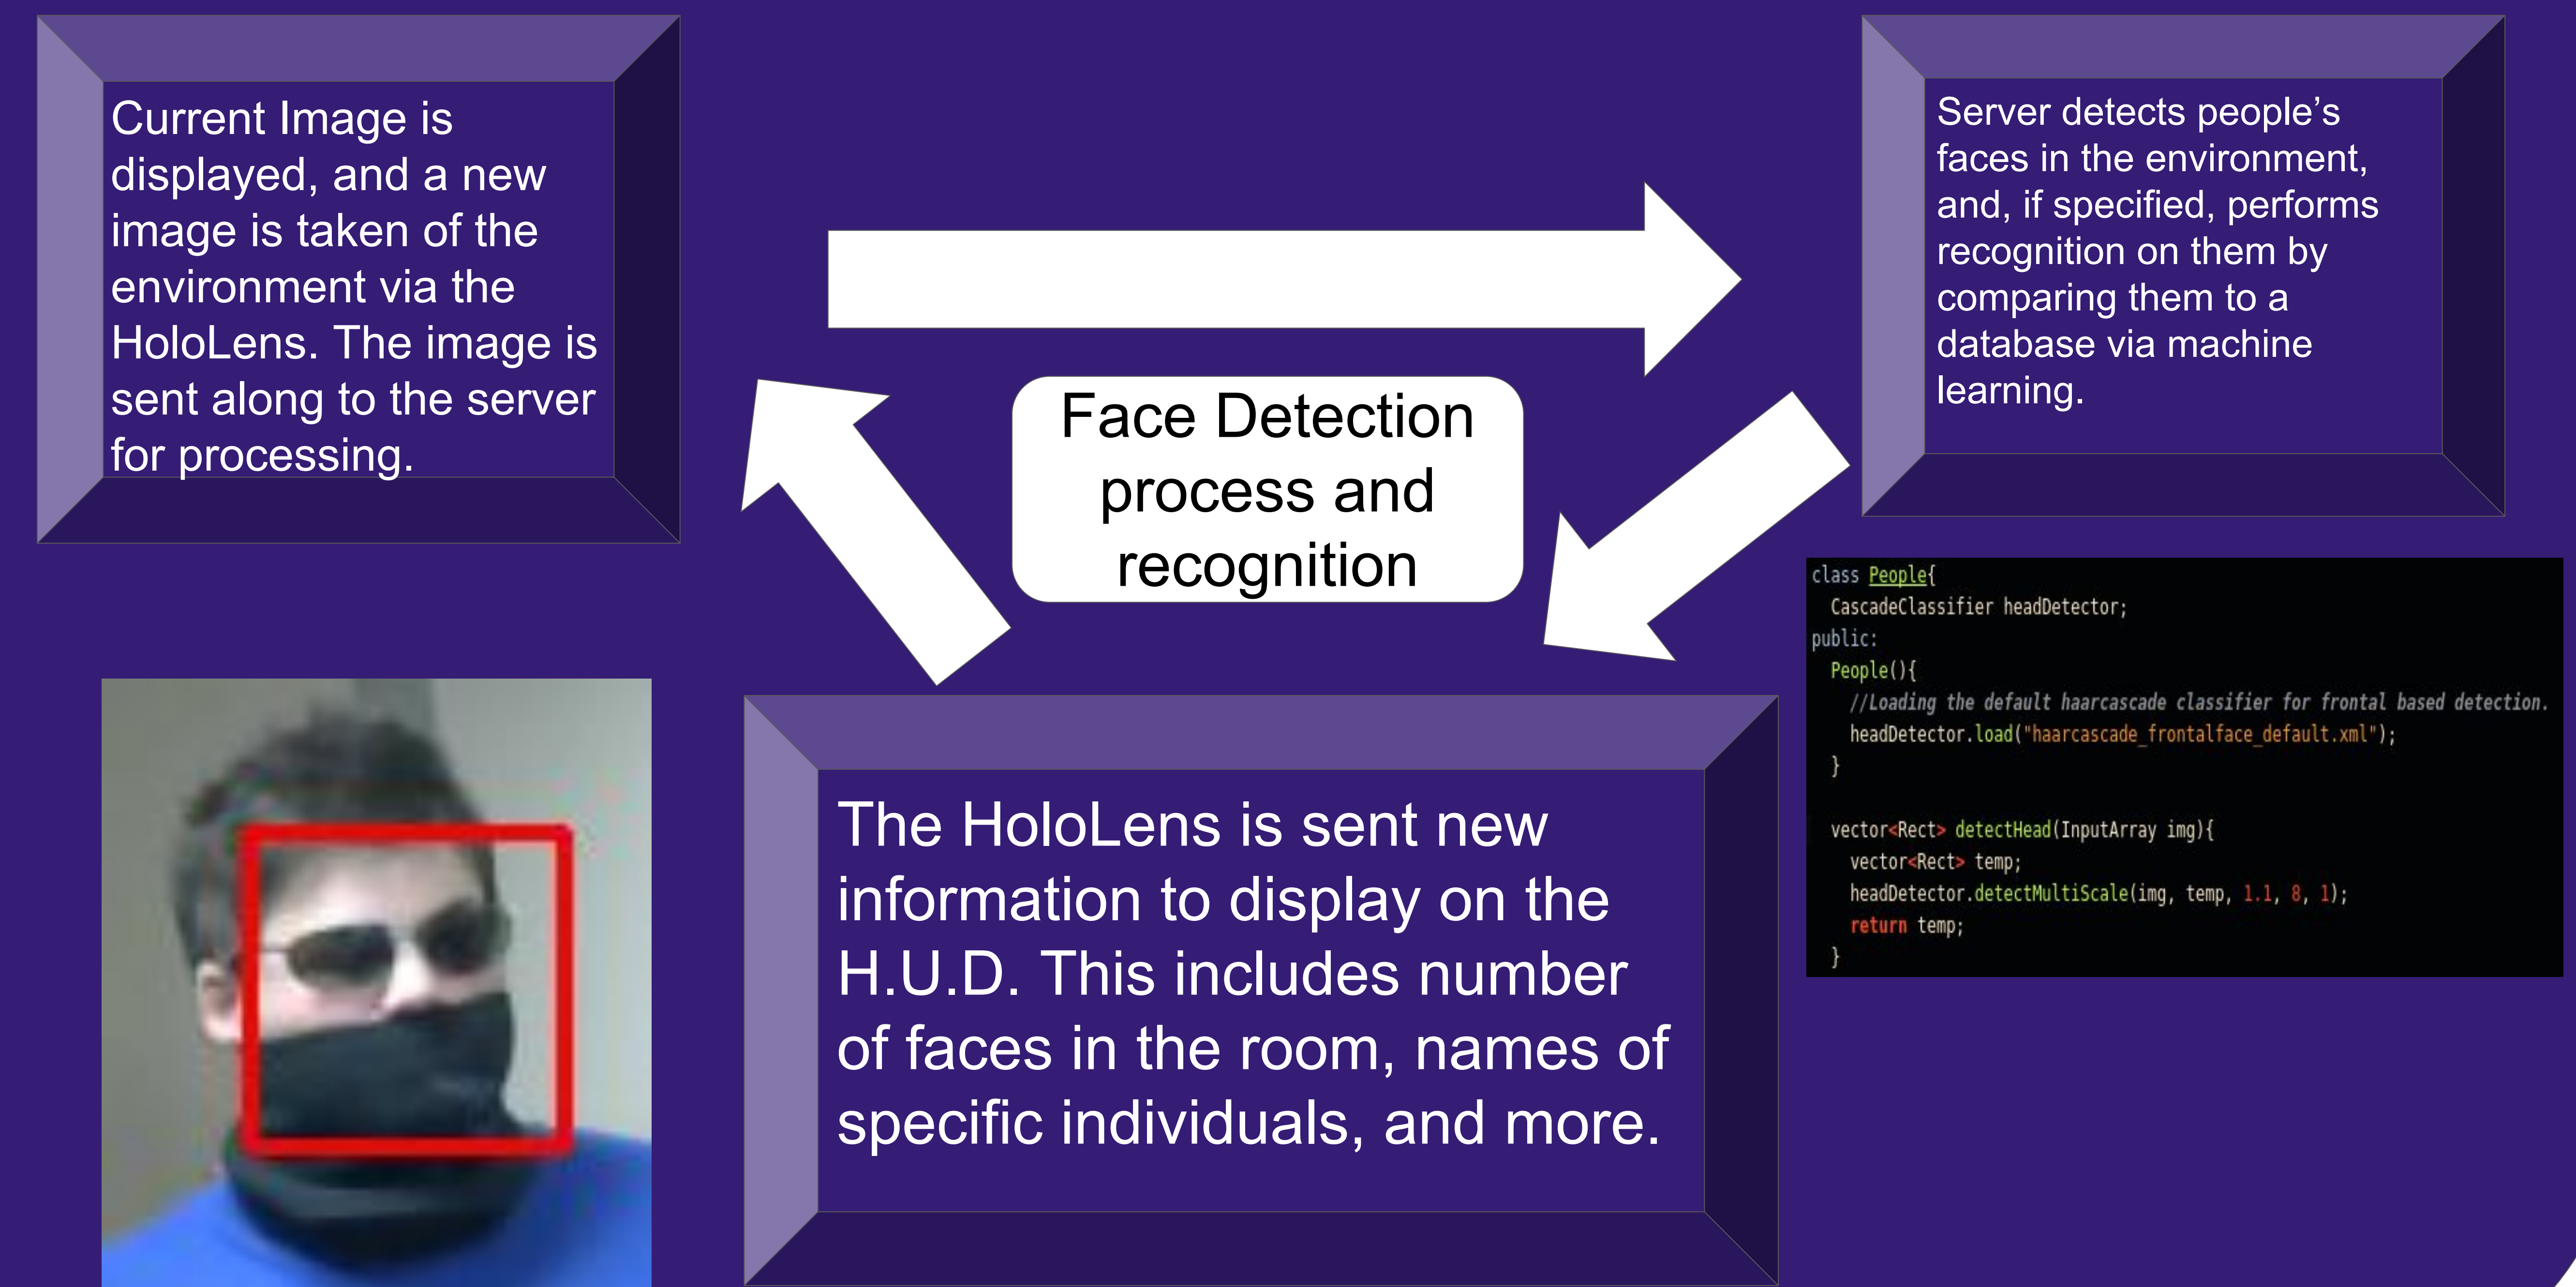 Current Image is
displayed, and a new
image is taken of the
environment via the
HoloLens. The image is
sent along to the server
for processing.
Server detects people’s
faces in the environment,
and, if specified, performs
recognition on them by
comparing them to a
database via machine
learning.
Face Detection
process and
recognition
class People{
CascadeClassifier headDetector;
public:
People(){
//Loading the default haarcascade classifier for frontal based detection.
headDetector.load("haarcascade_frontalface_default.xml");
}
vector<Rect> detectHead(InputArray img){
vector<Rect> temp;
headDetector.detectMultiScale(img, temp, 1.1, 8, 1);
return temp;
}
The HoloLens is sent new
information to display on the
H.U.D. This includes number
of faces in the room, names of
specific individuals, and more.